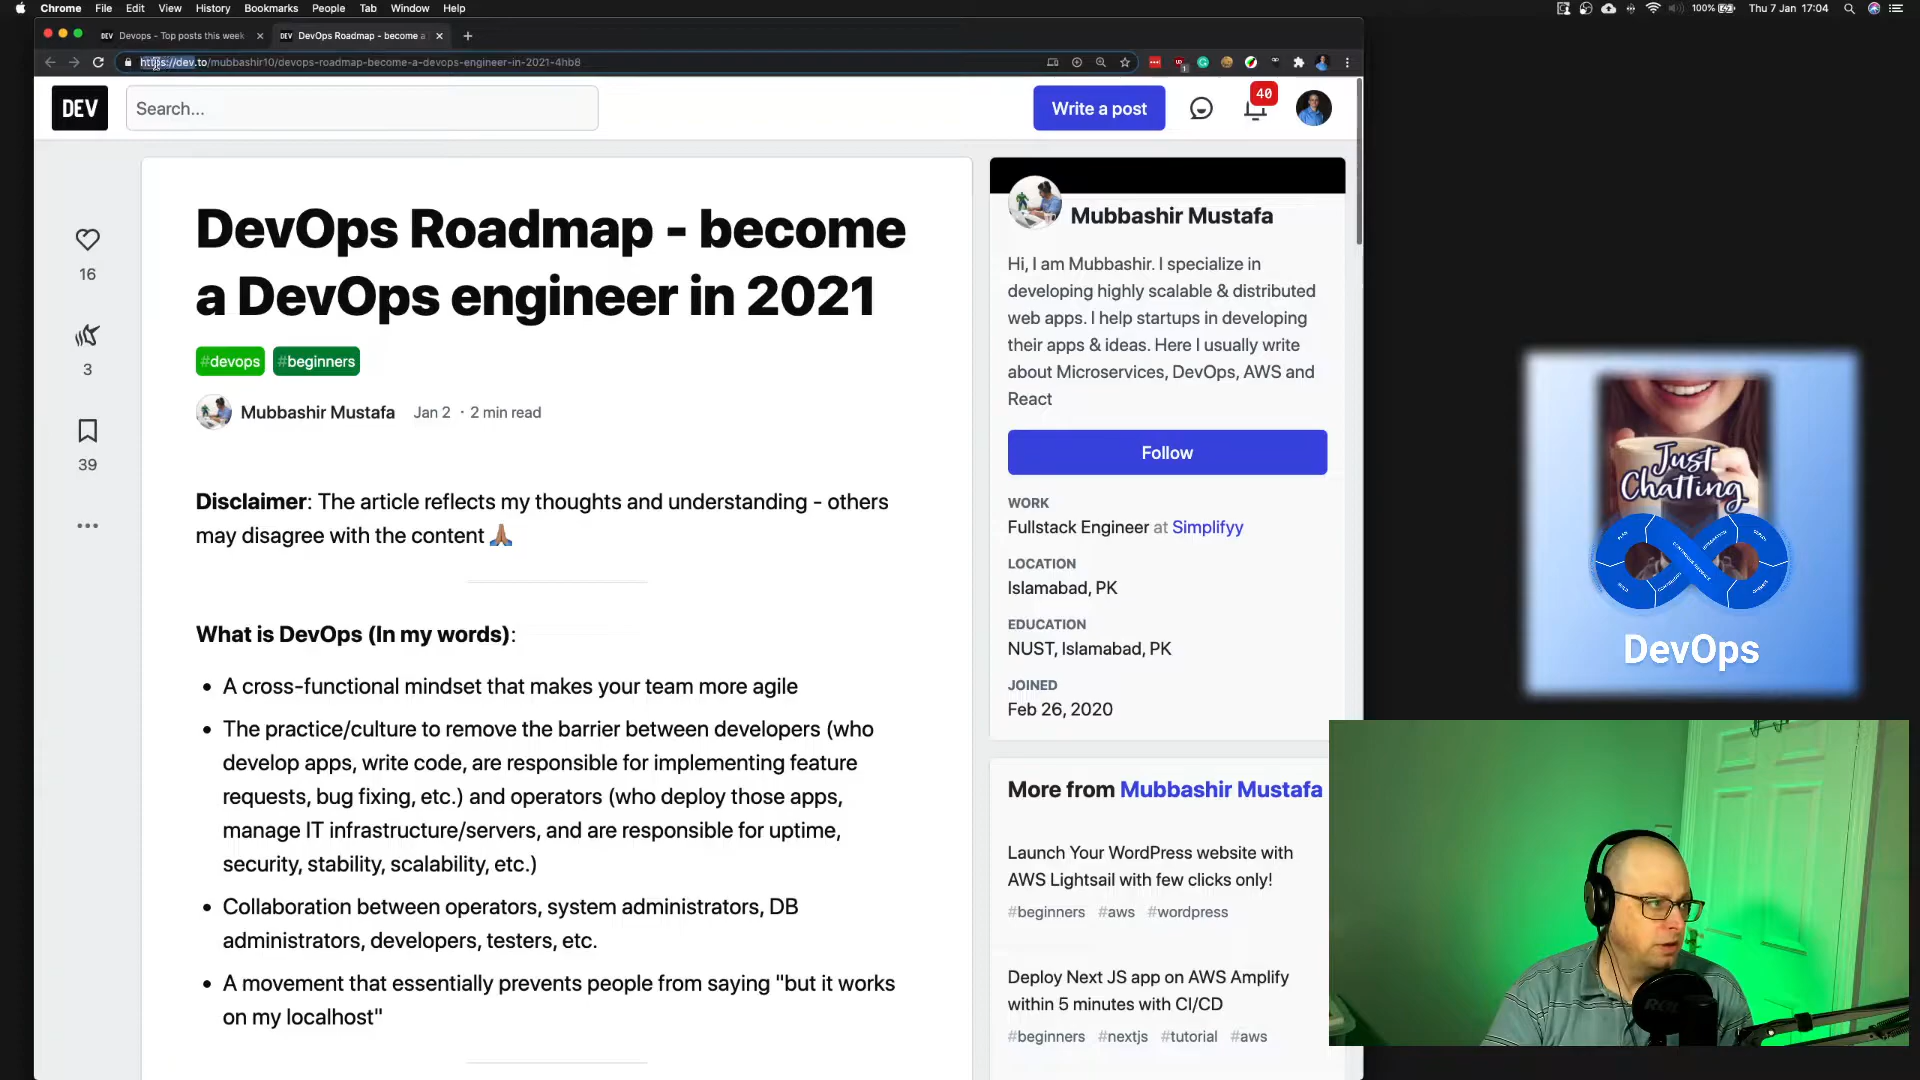 Chrome File Edit View History Bookmarks People Tab Window Help
100% Thu 7 Jan 17:04
DEV Devops - Top posts this week
DEV DevOps Roadmap - become a
https://dev.to/mubbashir10/devops-roadmap-become-a-devops-engineer-in-2021-4hb8
DEV
Search...
Write a post
40
DevOps Roadmap - become
a DevOps engineer in 2021
#devops #beginners
Mubbashir Mustafa Jan 2 · 2 min read
16
3
39
Disclaimer: The article reflects my thoughts and understanding - others
may disagree with the content 🙏🏽
What is DevOps (In my words):
• A cross-functional mindset that makes your team more agile
• The practice/culture to remove the barrier between developers (who
develop apps, write code, are responsible for implementing feature
requests, bug fixing, etc.) and operators (who deploy those apps,
manage IT infrastructure/servers, and are responsible for uptime,
security, stability, scalability, etc.)
• Collaboration between operators, system administrators, DB
administrators, developers, testers, etc.
• A movement that essentially prevents people from saying "but it works
on my localhost"
Mubbashir Mustafa
Hi, I am Mubbashir. I specialize in
developing highly scalable & distributed
web apps. I help startups in developing
their apps & ideas. Here I usually write
about Microservices, DevOps, AWS and
React
Follow
WORK
Fullstack Engineer at Simplifyy
LOCATION
Islamabad, PK
EDUCATION
NUST, Islamabad, PK
JOINED
Feb 26, 2020
More from Mubbashir Mustafa
Launch Your WordPress website with
AWS Lightsail with few clicks only!
#beginners #aws #wordpress
Deploy Next JS app on AWS Amplify
within 5 minutes with CI/CD
#beginners #nextjs #tutorial #aws
Just
Chatting
DevOps